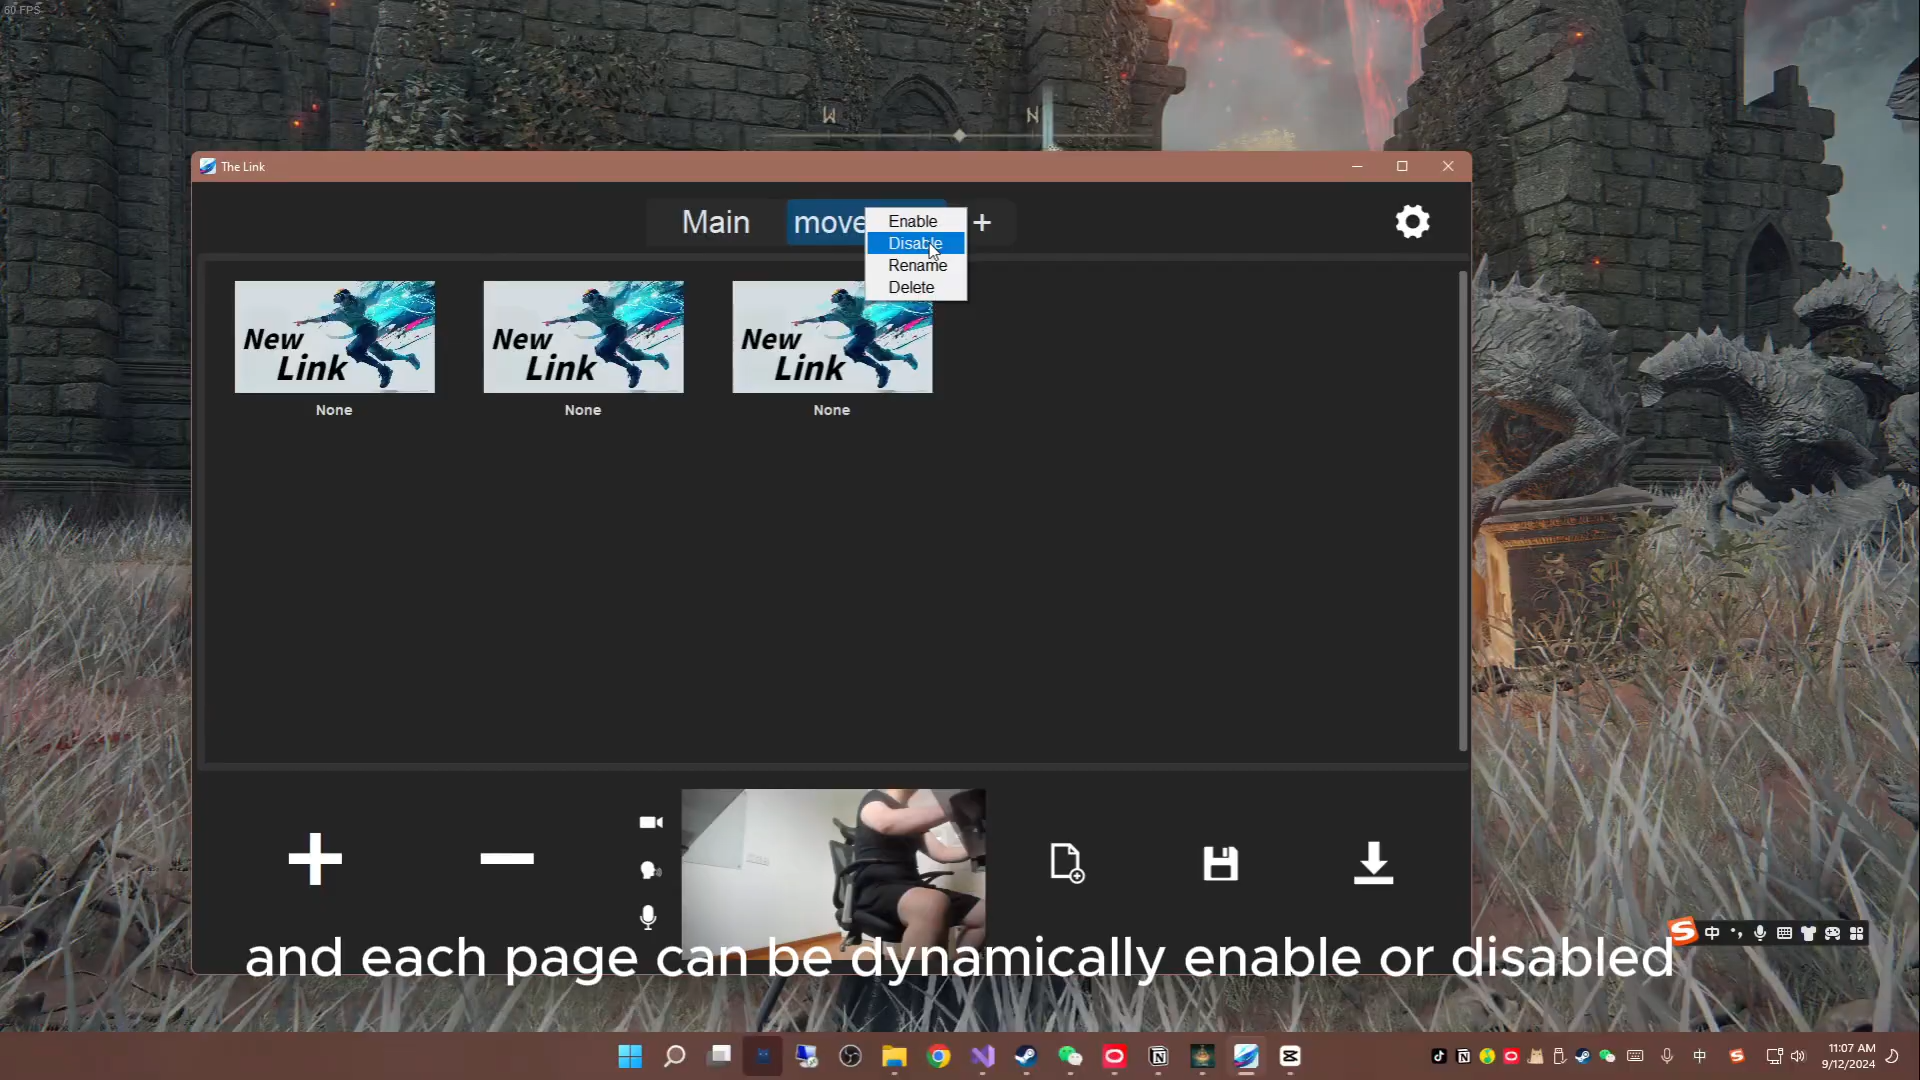 60 FPS
W
N
The Link
Main
move
+
Enable
Disable
Rename
Delete
New
Link
New
Link
New
Link
None
None
None
中
and each page can be dynamically enable or disabled
中
11:07 AM
9/12/2024